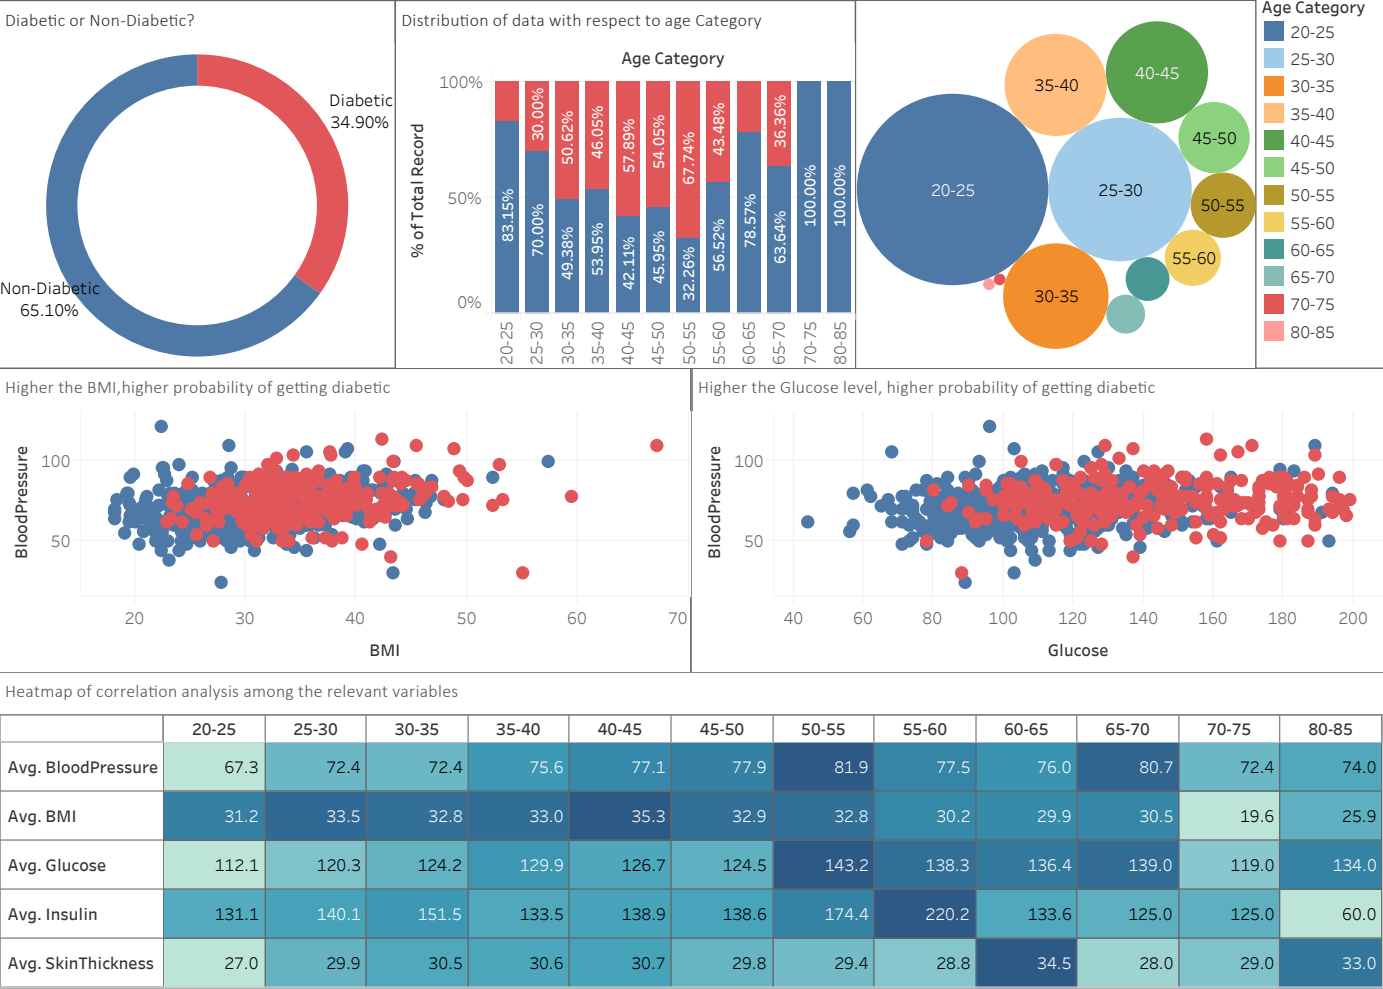 Diabetic or Non-Diabetic?
Diabetic
34.90%
Non-Diabetic
65.10%
Distribution of data with respect to age Category
Age Category
% of Total Record
100%
50%
0%
83.15%
30.00%
70.00%
50.62%
49.38%
46.05%
53.95%
57.89%
42.11%
54.05%
45.95%
67.74%
32.26%
43.48%
56.52%
78.57%
36.36%
63.64%
100.00%
100.00%
20-25 25-30 30-35 35-40 40-45 45-50 50-55 55-60 60-65 65-70 70-75 80-85
35-40
40-45
45-50
20-25
25-30
50-55
55-60
30-35
Age Category
20-25
25-30
30-35
35-40
40-45
45-50
50-55
55-60
60-65
65-70
70-75
80-85
Higher the BMI,higher probability of getting diabetic
BloodPressure
100
50
20 30 40 50 60 70
BMI
Higher the Glucose level, higher probability of getting diabetic
BloodPressure
100
50
40 60 80 100 120 140 160 180 200
Glucose
Heatmap of correlation analysis among the relevant variables
20-25 25-30 30-35 35-40 40-45 45-50 50-55 55-60 60-65 65-70 70-75 80-85
Avg. BloodPressure 67.3 72.4 72.4 75.6 77.1 77.9 81.9 77.5 76.0 80.7 72.4 74.0
Avg. BMI 31.2 33.5 32.8 33.0 35.3 32.9 32.8 30.2 29.9 30.5 19.6 25.9
Avg. Glucose 112.1 120.3 124.2 129.9 126.7 124.5 143.2 138.3 136.4 139.0 119.0 134.0
Avg. Insulin 131.1 140.1 151.5 133.5 138.9 138.6 174.4 220.2 133.6 125.0 125.0 60.0
Avg. SkinThickness 27.0 29.9 30.5 30.6 30.7 29.8 29.4 28.8 34.5 28.0 29.0 33.0